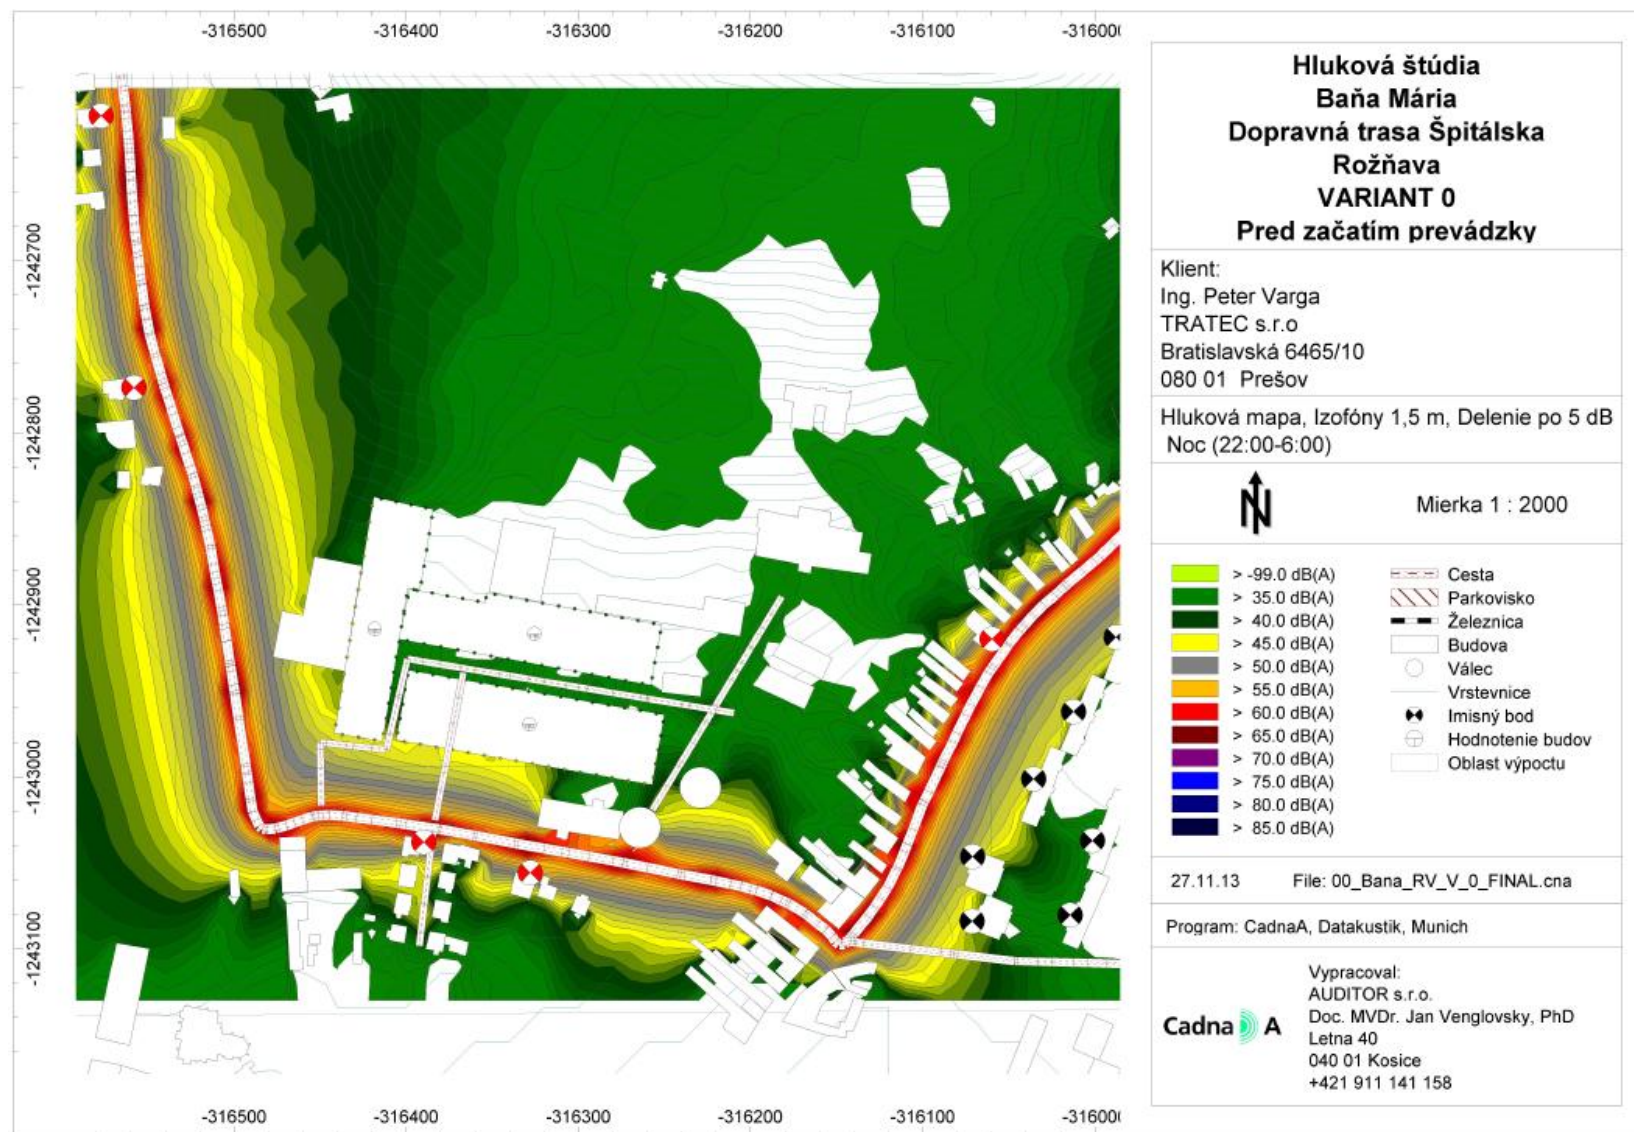 -316500 -316400 -316300 -316200 -316100 -31600
-1242700
-1242800
-1242900
-1243000
-1243100
-316500 -316400 -316300 -316200 -316100 -31600
Hluková štúdia
Baňa Mária
Dopravná trasa Špitálska
Rožňava
VARIANT 0
Pred začatím prevádzky
Klient:
Ing. Peter Varga
TRATEC s.r.o
Bratislavská 6465/10
080 01 Prešov
Hluková mapa, Izofóny 1,5 m, Delenie po 5 dB
Noc (22:00-6:00)
N
Mierka 1 : 2000
> -99.0 dB(A)
> 35.0 dB(A)
> 40.0 dB(A)
> 45.0 dB(A)
> 50.0 dB(A)
> 55.0 dB(A)
> 60.0 dB(A)
> 65.0 dB(A)
> 70.0 dB(A)
> 75.0 dB(A)
> 80.0 dB(A)
> 85.0 dB(A)
Cesta
Parkovisko
Železnica
Budova
Válec
Vrstevnice
Imisný bod
Hodnotenie budov
Oblast výpoctu
27.11.13 File: 00_Bana_RV_V_0_FINAL.cna
Program: CadnaA, Datakustik, Munich
Cadna A
Vypracoval:
AUDITOR s.r.o.
Doc. MVDr. Jan Venglovsky, PhD
Letna 40
040 01 Kosice
+421 911 141 158